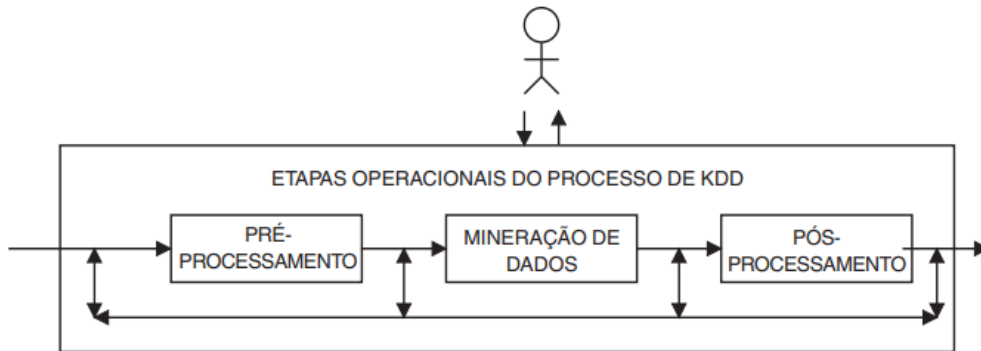 ETAPAS OPERACIONAIS DO PROCESSO DE KDD
PRÉ-
PROCESSAMENTO
MINERAÇÃO DE
DADOS
PÓS-
PROCESSAMENTO